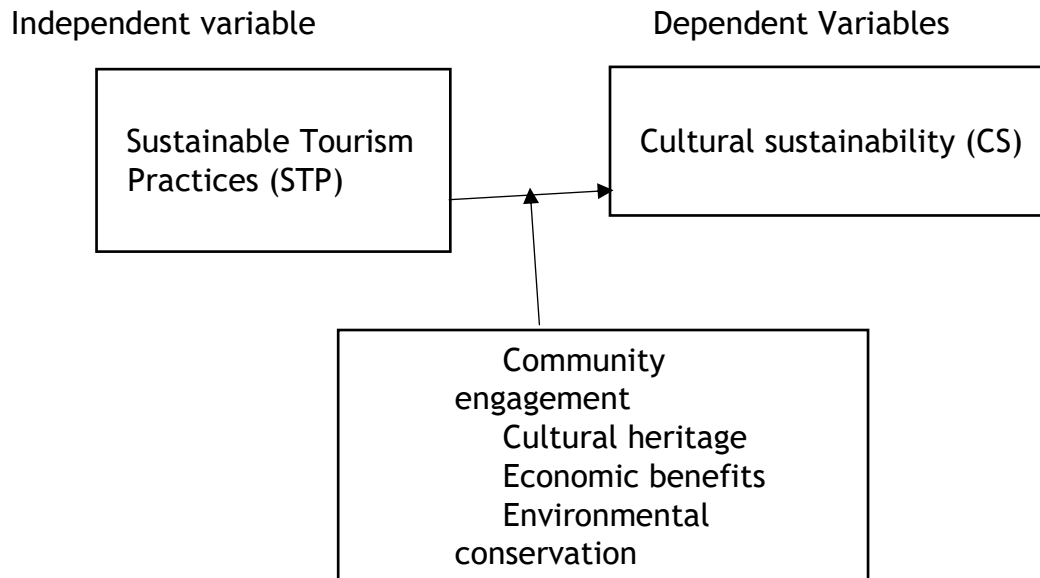 Independent variable
Dependent Variables
Sustainable Tourism
Practices (STP)
Cultural sustainability (CS)
Community
engagement
Cultural heritage
Economic benefits
Environmental
conservation